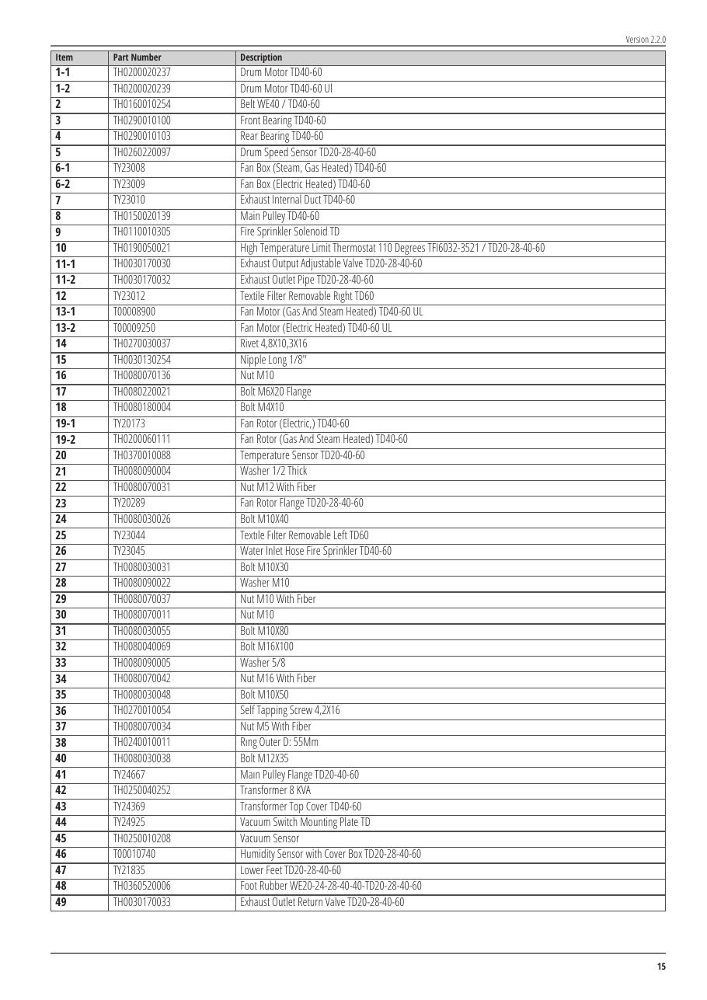 Version 2.2.0
Item Part Number Description
1-1 TH0200020237 Drum Motor TD40-60
1-2 TH0200020239 Drum Motor TD40-60 Ul
2 TH0160010254 Belt WE40 / TD40-60
3 TH0290010100 Front Bearing TD40-60
4 TH0290010103 Rear Bearing TD40-60
5 TH0260220097 Drum Speed Sensor TD20-28-40-60
6-1 TY23008 Fan Box (Steam, Gas Heated) TD40-60
6-2 TY23009 Fan Box (Electric Heated) TD40-60
7 TY23010 Exhaust Internal Duct TD40-60
8 TH0150020139 Main Pulley TD40-60
9 TH0110010305 Fire Sprinkler Solenoid TD
10 TH0190050021 High Temperature Limit Thermostat 110 Degrees TFI6032-3521 / TD20-28-40-60
11-1 TH0030170030 Exhaust Output Adjustable Valve TD20-28-40-60
11-2 TH0030170032 Exhaust Outlet Pipe TD20-28-40-60
12 TY23012 Textile Filter Removable Rıght TD60
13-1 T00008900 Fan Motor (Gas And Steam Heated) TD40-60 UL
13-2 T00009250 Fan Motor (Electric Heated) TD40-60 UL
14 TH0270030037 Rivet 4,8X10,3X16
15 TH0030130254 Nipple Long 1/8"
16 TH0080070136 Nut M10
17 TH0080220021 Bolt M6X20 Flange
18 TH0080180004 Bolt M4X10
19-1 TY20173 Fan Rotor (Electric,) TD40-60
19-2 TH0200060111 Fan Rotor (Gas And Steam Heated) TD40-60
20 TH0370010088 Temperature Sensor TD20-40-60
21 TH0080090004 Washer 1/2 Thick
22 TH0080070031 Nut M12 With Fiber
23 TY20289 Fan Rotor Flange TD20-28-40-60
24 TH0080030026 Bolt M10X40
25 TY23044 Textıle Fılter Removable Left TD60
26 TY23045 Water Inlet Hose Fire Sprinkler TD40-60
27 TH0080030031 Bolt M10X30
28 TH0080090022 Washer M10
29 TH0080070037 Nut M10 Wıth Fıber
30 TH0080070011 Nut M10
31 TH0080030055 Bolt M10X80
32 TH0080040069 Bolt M16X100
33 TH0080090005 Washer 5/8
34 TH0080070042 Nut M16 Wıth Fıber
35 TH0080030048 Bolt M10X50
36 TH0270010054 Self Tapping Screw 4,2X16
37 TH0080070034 Nut M5 Wıth Fiber
38 TH0240010011 Rıng Outer D: 55Mm
40 TH0080030038 Bolt M12X35
41 TY24667 Maın Pulley Flange TD20-40-60
42 TH0250040252 Transformer 8 KVA
43 TY24369 Transformer Top Cover TD40-60
44 TY24925 Vacuum Switch Mounting Plate TD
45 TH0250010208 Vacuum Sensor
46 T00010740 Humidity Sensor with Cover Box TD20-28-40-60
47 TY21835 Lower Feet TD20-28-40-60
48 TH0360520006 Foot Rubber WE20-24-28-40-40-TD20-28-40-60
49 TH0030170033 Exhaust Outlet Return Valve TD20-28-40-60
15